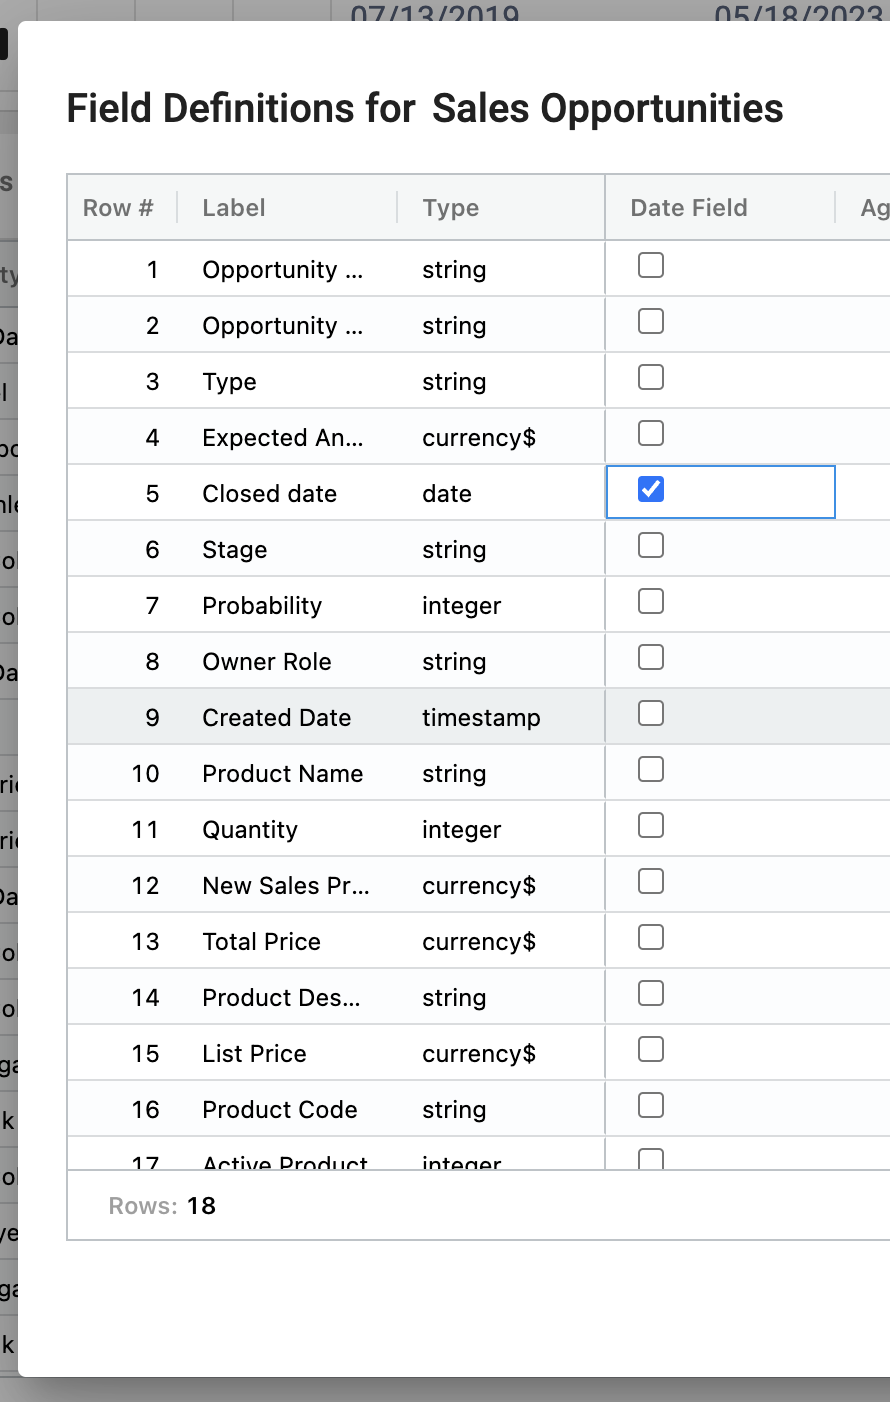 07/13/2019 05/18/2023
Field Definitions for Sales Opportunities
Row # Label Type Date Field Ag
1 Opportunity ... string
2 Opportunity ... string
3 Type string
4 Expected An... currency$
5 Closed date date
6 Stage string
7 Probability integer
8 Owner Role string
9 Created Date timestamp
10 Product Name string
11 Quantity integer
12 New Sales Pr... currency$
13 Total Price currency$
14 Product Des... string
15 List Price currency$
16 Product Code string
17 Active Product integer
Rows: 18